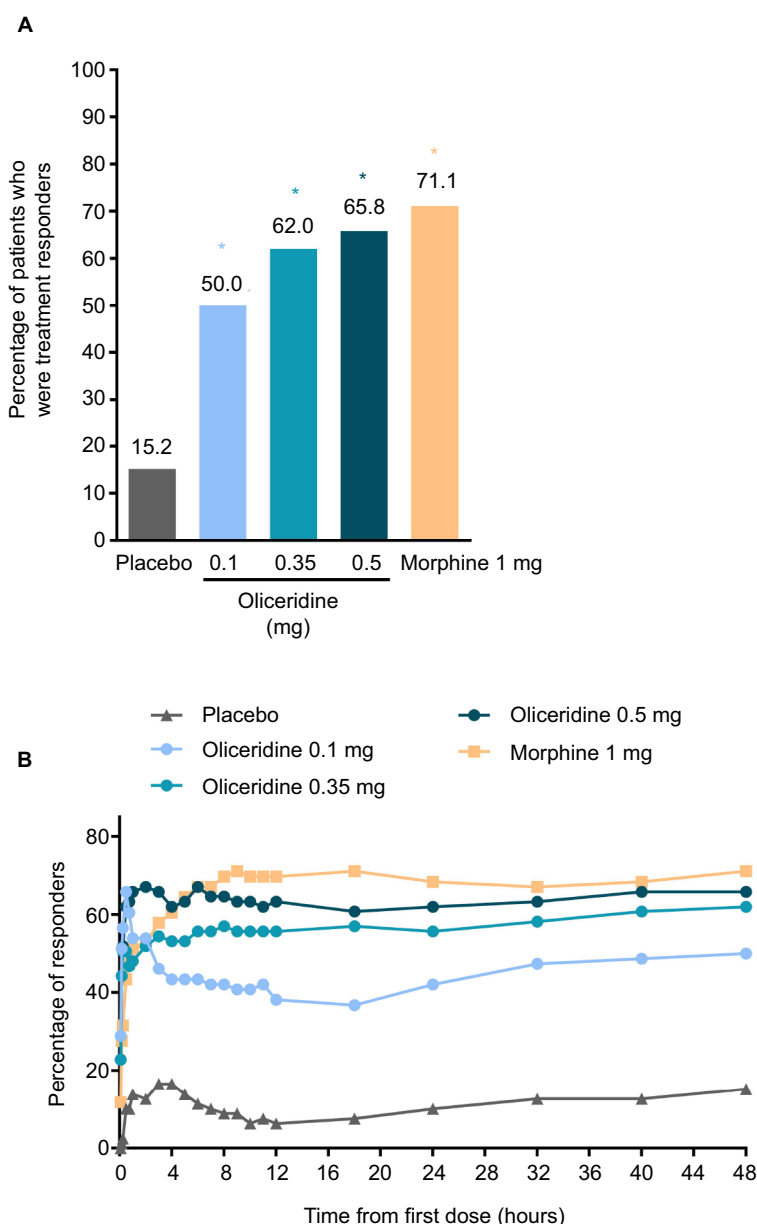 A
Percentage of patients who
were treatment responders
100
90
80
70
60
50
40
30
20
10
0
15.2
*
50.0
*
62.0
*
65.8
*
71.1
Placebo 0.1 0.35 0.5 Morphine 1 mg
Oliceridine
(mg)
B
Placebo
Oliceridine 0.1 mg
Oliceridine 0.35 mg
Oliceridine 0.5 mg
Morphine 1 mg
Percentage of responders
80
60
40
20
0
0 4 8 12 16 20 24 28 32 36 40 44 48
Time from first dose (hours)